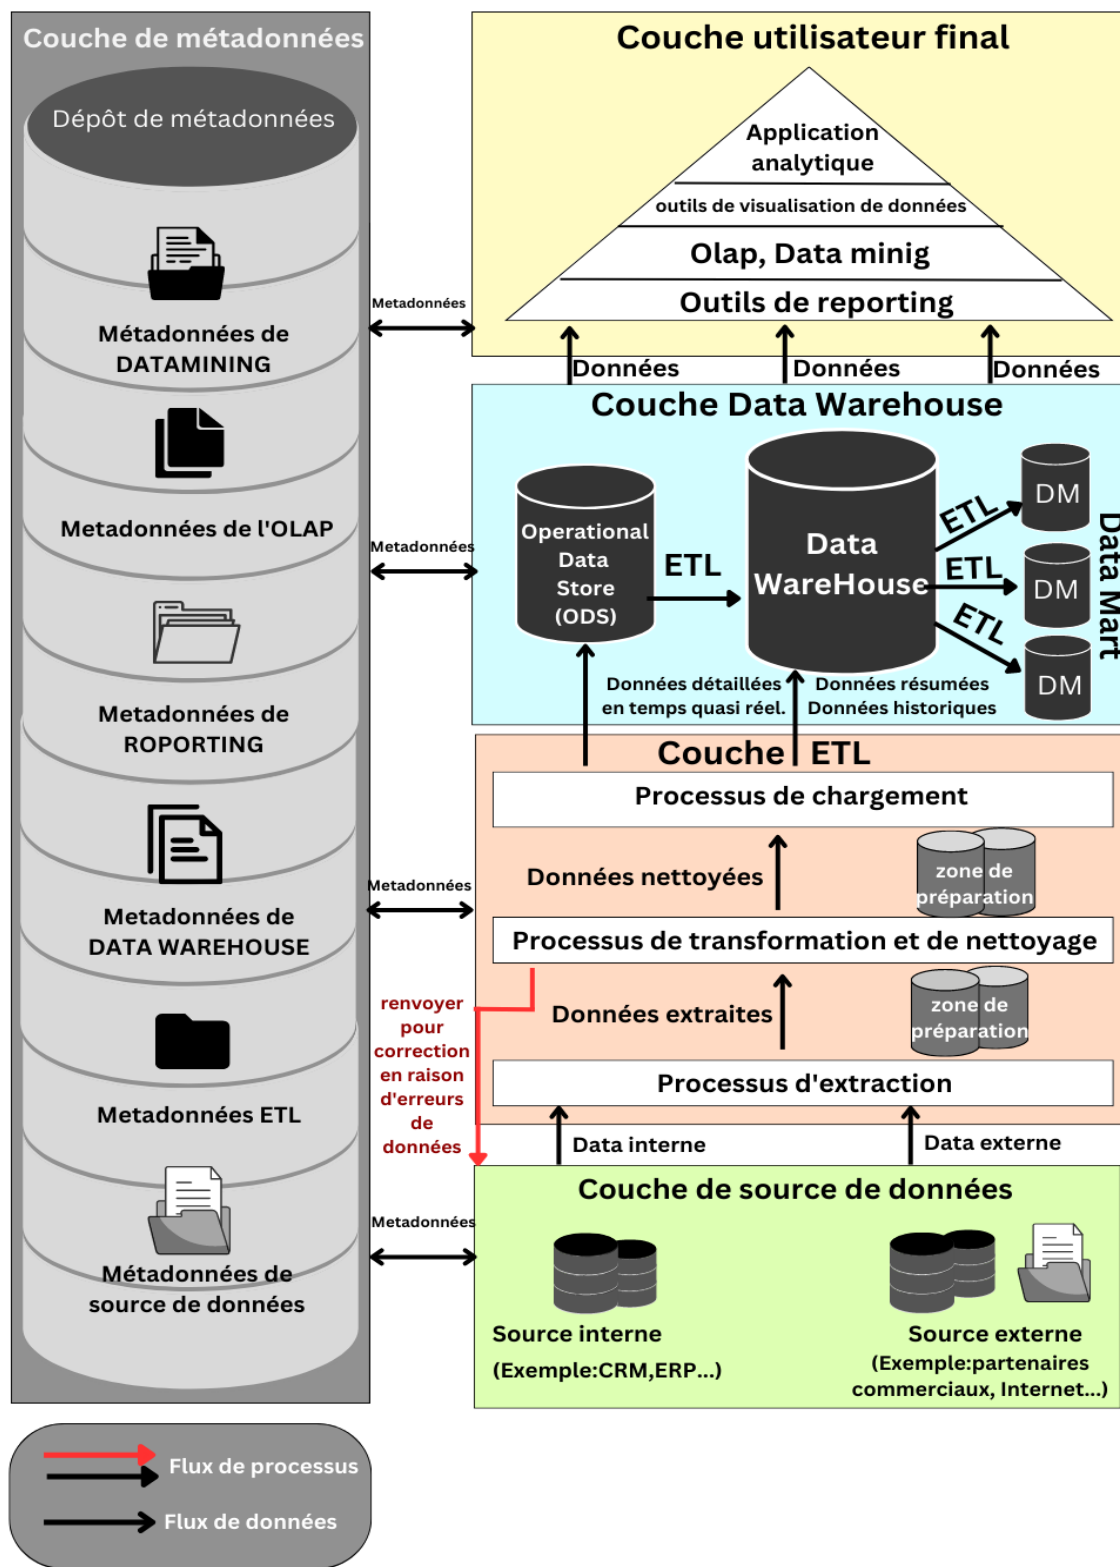 Couche de métadonnées
Dépôt de métadonnées
Métadonnées de
DATAMINING
Metadonnées de l'OLAP
Metadonnées de
ROPORTING
Metadonnées de
DATA WAREHOUSE
Metadonnées ETL
Métadonnées de
source de données
Metadonnées
Metadonnées
Metadonnées
Metadonnées
Couche utilisateur final
Application
analytique
outils de visualisation de données
Olap, Data minig
Outils de reporting
Données
Données
Données
Couche Data Warehouse
Operational
Data
Store
(ODS)
ETL
Data
WareHouse
ETL
ETL
ETL
DM
DM
DM
Data Mart
Données détaillées
en temps quasi réel.
Données résumées
Données historiques
Couche ETL
Processus de chargement
Données nettoyées
zone de
préparation
Processus de transformation et de nettoyage
renvoyer
pour
correction
en raison
d'erreurs
de
données
Données extraites
zone de
préparation
Processus d'extraction
Data interne
Data externe
Couche de source de données
Source interne
(Exemple:CRM,ERP...)
Source externe
(Exemple:partenaires
commerciaux, Internet...)
Flux de processus
Flux de données